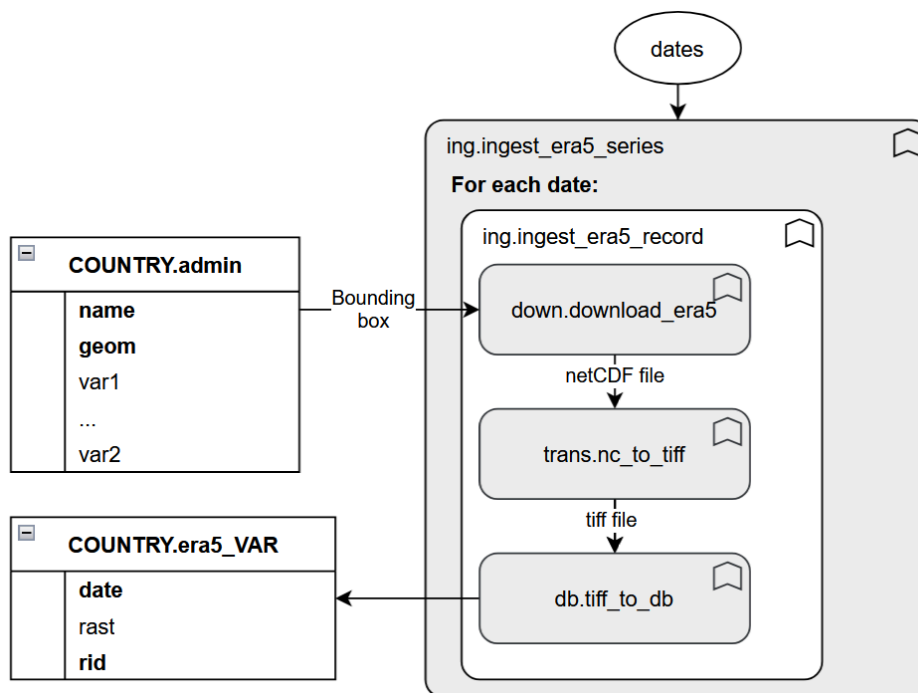 dates
ing.ingest_era5_series
For each date:
ing.ingest_era5_record
COUNTRY.admin
name
geom
var1
...
var2
Bounding
box
down.download_era5
netCDF file
trans.nc_to_tiff
tiff file
db.tiff_to_db
COUNTRY.era5_VAR
date
rast
rid